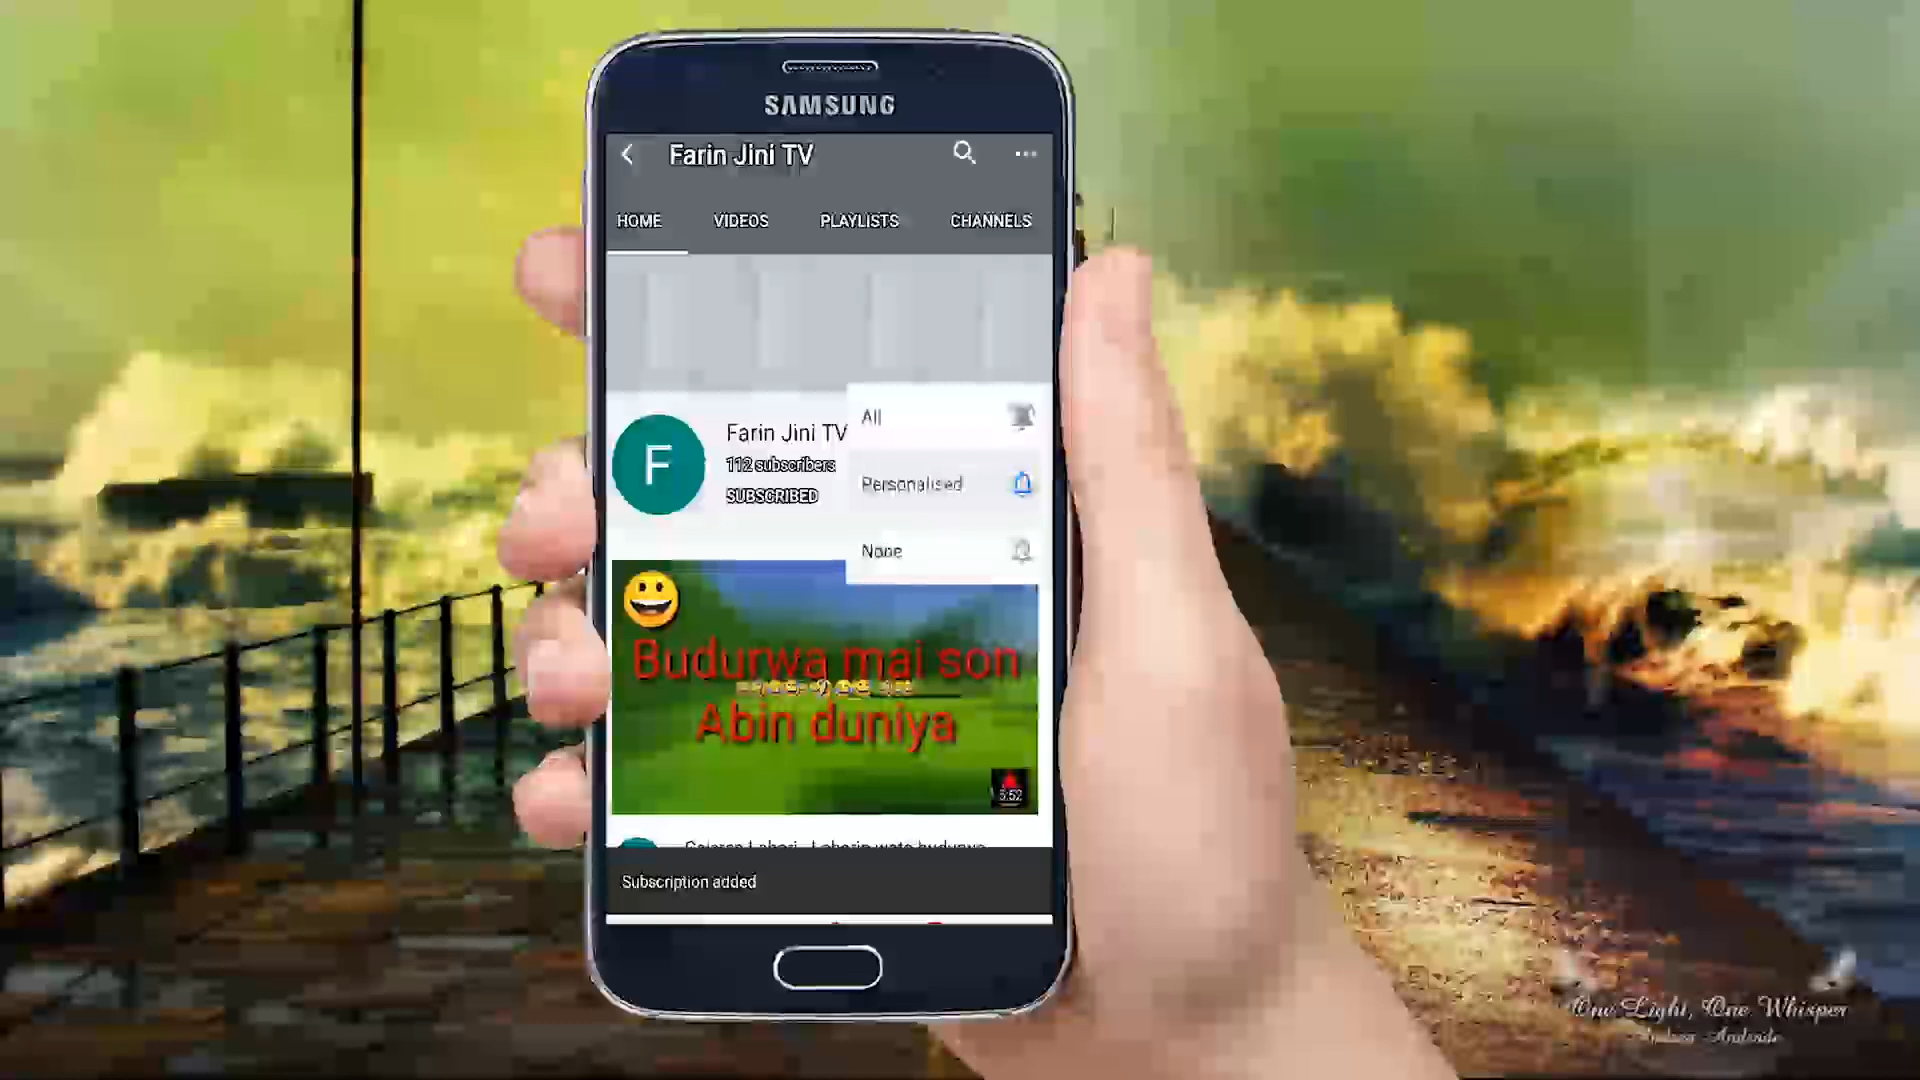 SAMSUNG
Farin Jini TV
HOME VIDEOS PLAYLISTS CHANNELS
Farin Jini TV
112 subscribers
SUBSCRIBED
All
Personalised
None
Budurwa mai son
Abin duniya
5:52
Subscription added
One Light, One Whisper